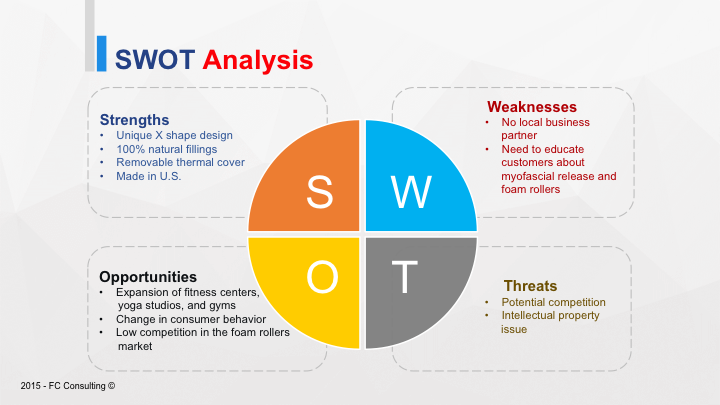 SWOT Analysis
Strengths
• Unique X shape design
• 100% natural fillings
• Removable thermal cover
• Made in U.S.
Weaknesses
• No local business
partner
• Need to educate
customers about
myofascial release and
foam rollers
S
W
O
T
Opportunities
• Expansion of fitness centers,
yoga studios, and gyms
• Change in consumer behavior
• Low competition in the foam rollers
market
Threats
• Potential competition
• Intellectual property
issue
2015 - FC Consulting ©